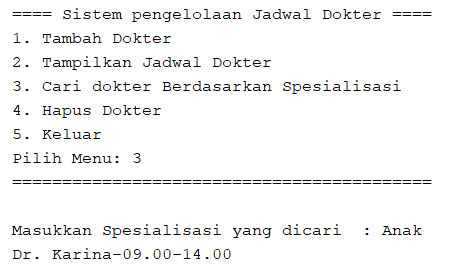 ==== Sistem pengelolaan Jadwal Dokter ====
1. Tambah Dokter
2. Tampilkan Jadwal Dokter
3. Cari dokter Berdasarkan Spesialisasi
4. Hapus Dokter
5. Keluar
Pilih Menu: 3
==========================================
Masukkan Spesialisasi yang dicari  : Anak
Dr. Karina-09.00-14.00